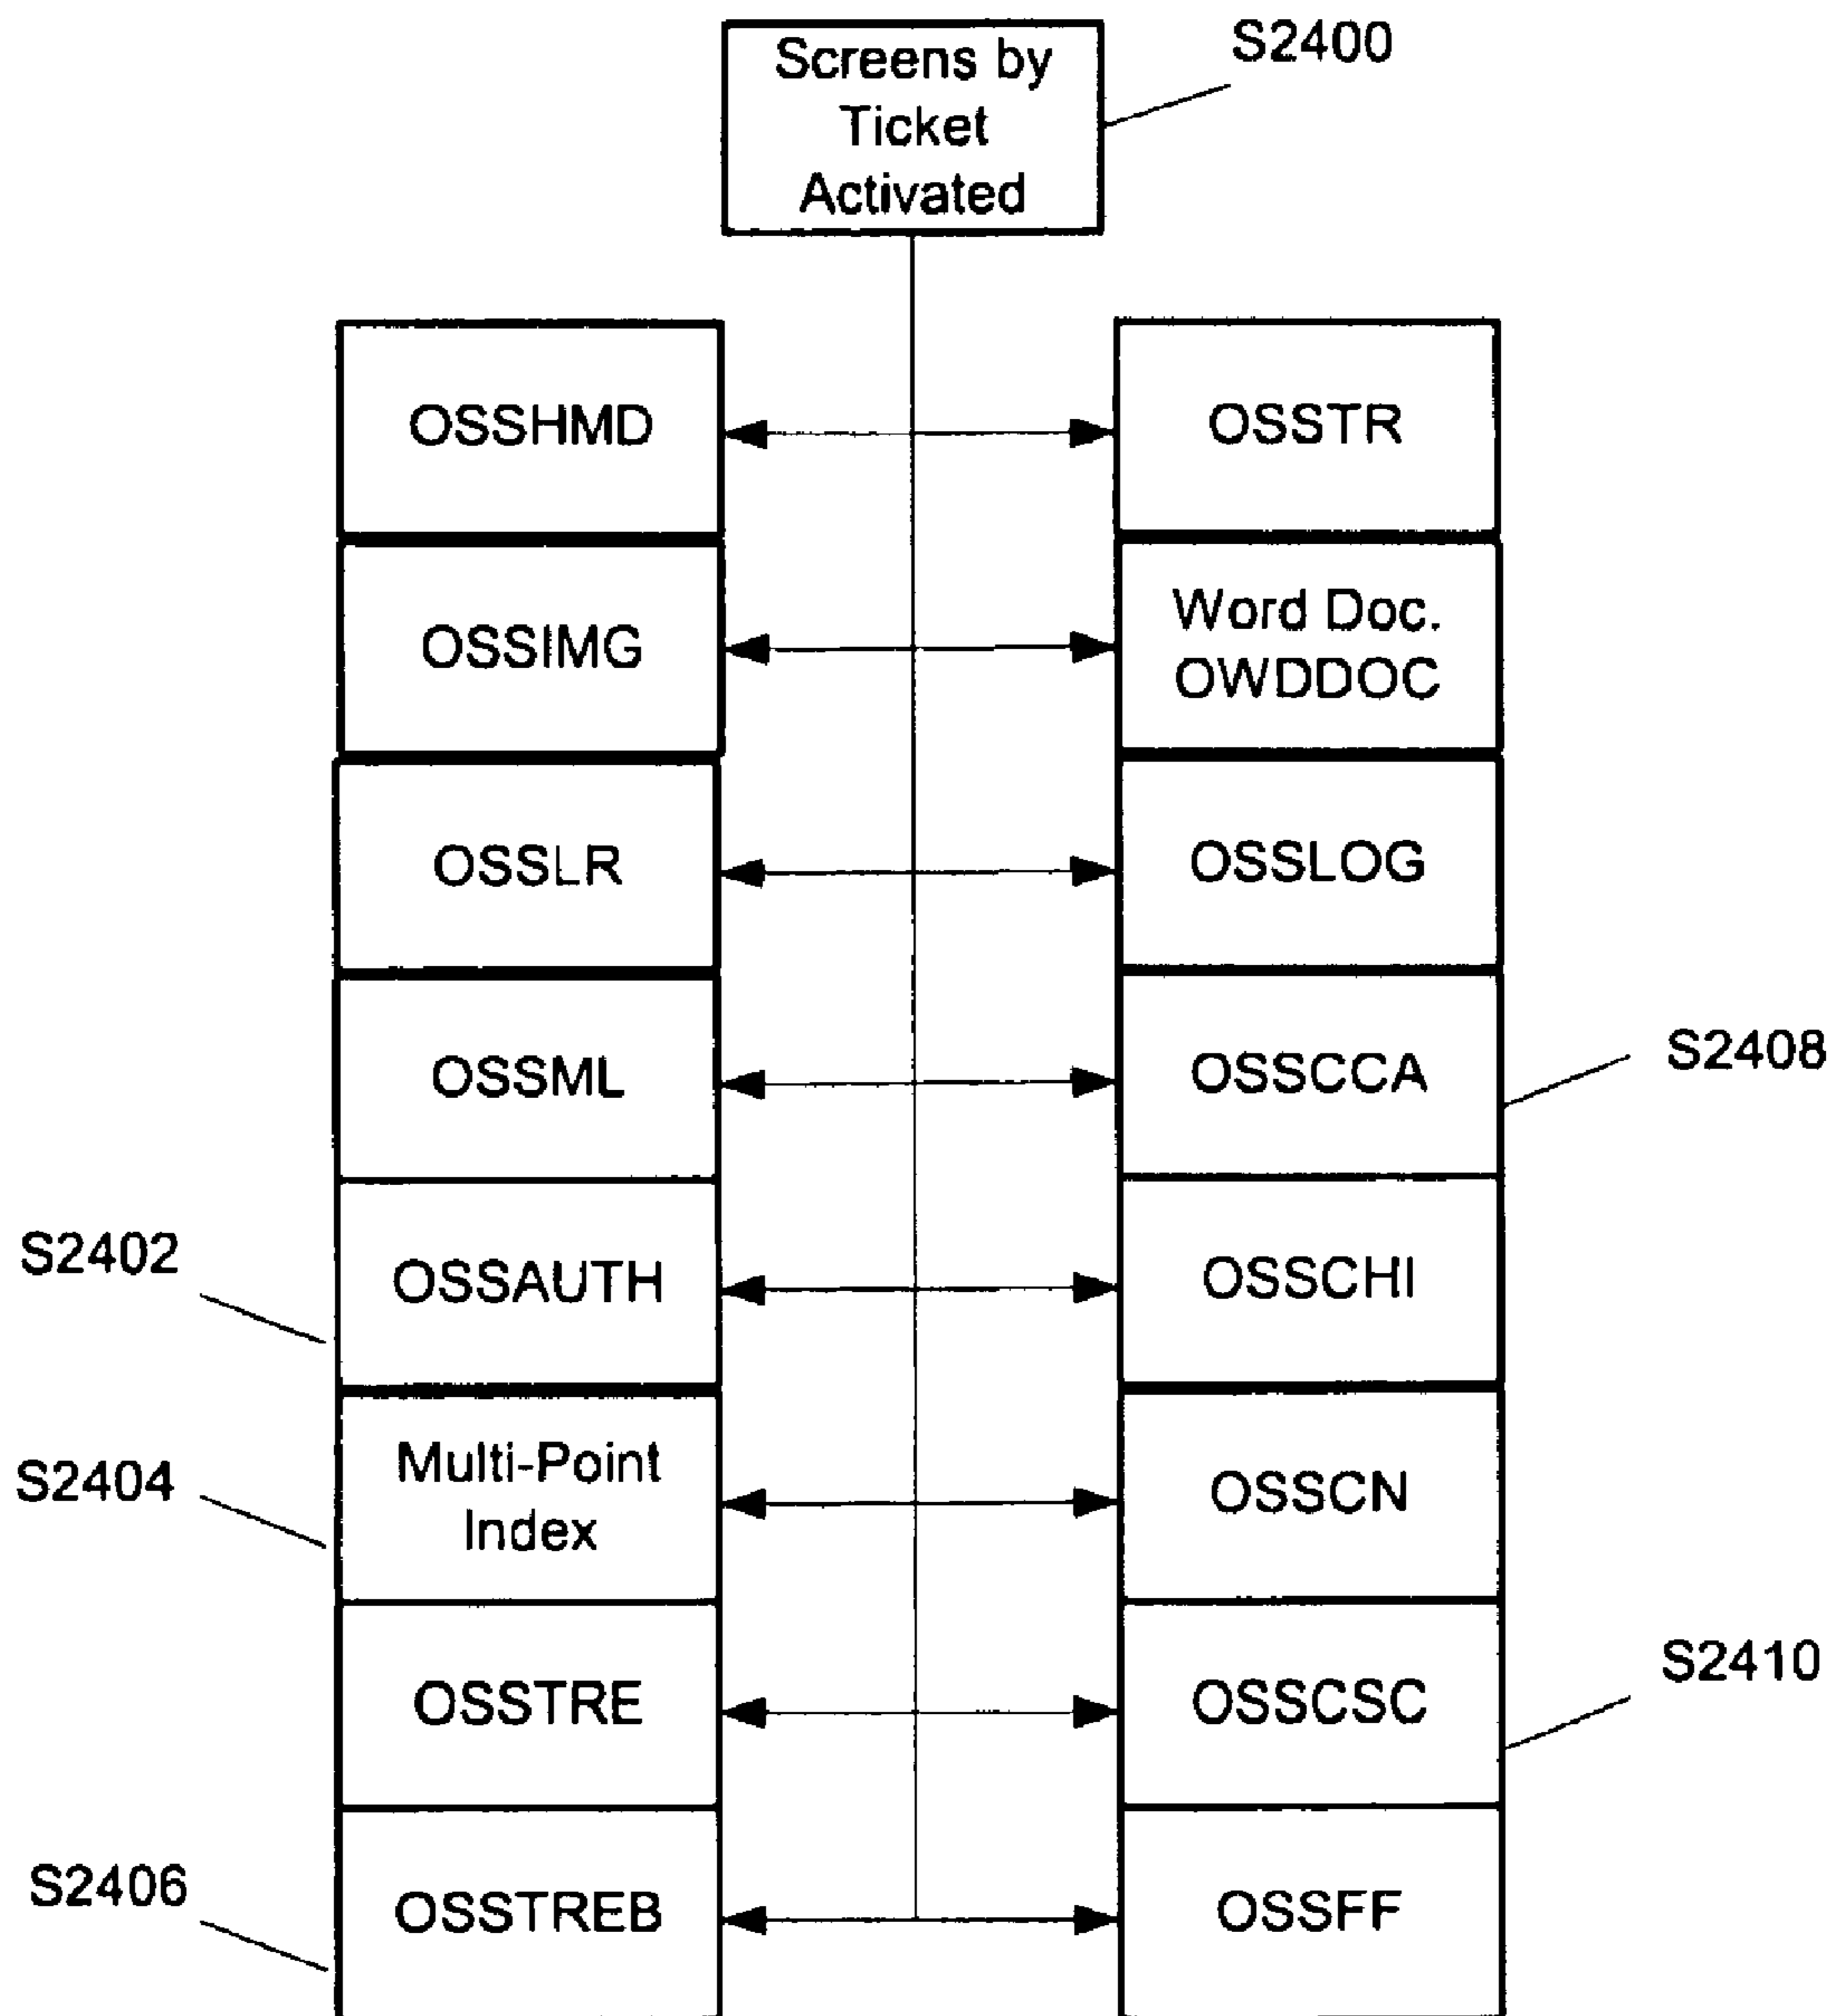 Screens by
Ticket
Activated
S2400
OSSHMD
OSSTR
OSSIMG
Word Doc.
OWDDOC
OSSLR
OSSLOG
OSSML
OSSCCA
S2408
S2402
OSSAUTH
OSSCHI
S2404
Multi-Point
Index
OSSCN
OSSTRE
OSSCSC
S2410
S2406
OSSTREB
OSSFF